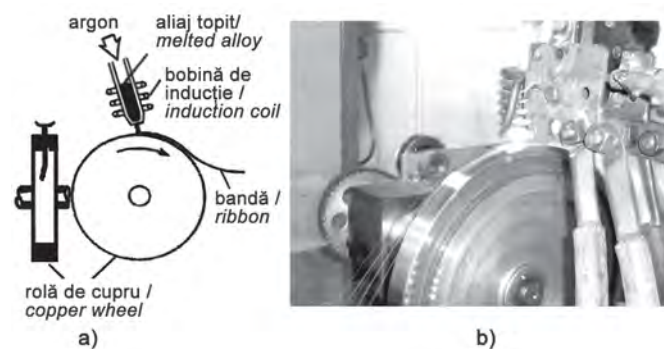 argon
aliaj topit/
melted alloy
bobină de
inducție /
induction coil
bandă /
ribbon
rolă de cupru /
copper wheel
a)
b)